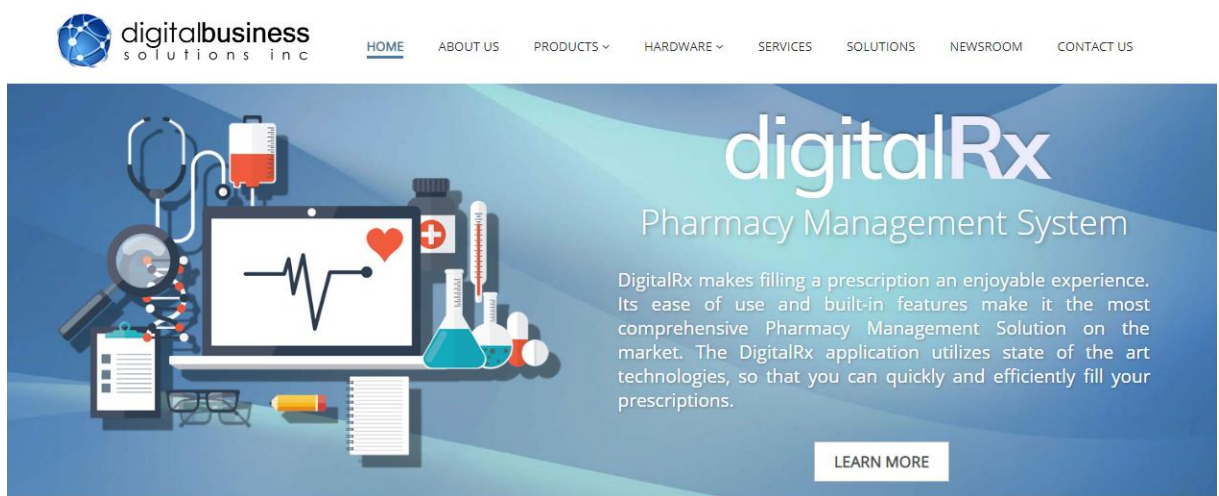 digitalbusiness
solutions inc
HOME ABOUT US PRODUCTS HARDWARE SERVICES SOLUTIONS NEWSROOM CONTACT US
digitalRx
Pharmacy Management System
DigitalRx makes filling a prescription an enjoyable experience.
Its ease of use and built-in features make it the most
comprehensive Pharmacy Management Solution on the
market. The DigitalRx application utilizes state of the art
technologies, so that you can quickly and efficiently fill your
prescriptions.
LEARN MORE